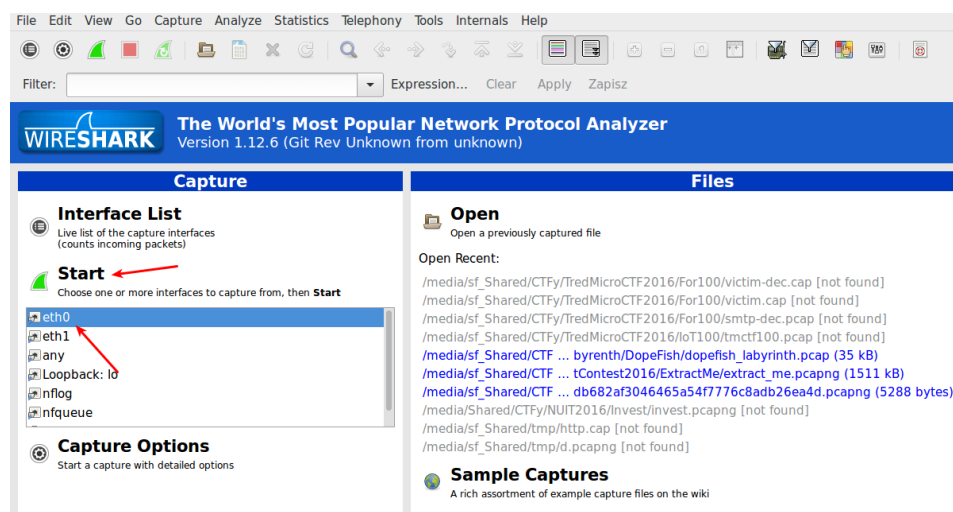 File Edit View Go Capture Analyze Statistics Telephony Tools Internals Help
Filter: Expression... Clear Apply Zapisz
WIRESHARK
The World's Most Popular Network Protocol Analyzer
Version 1.12.6 (Git Rev Unknown from unknown)
Capture
Interface List
Live list of the capture interfaces
(counts incoming packets)
Start
Choose one or more interfaces to capture from, then Start
eth0
eth1
any
Loopback: lo
nflog
nfqueue
Capture Options
Start a capture with detailed options
Files
Open
Open a previously captured file
Open Recent:
/media/sf_Shared/CTFy/TredMicroCTF2016/For100/victim-dec.cap [not found]
/media/sf_Shared/CTFy/TredMicroCTF2016/For100/victim.cap [not found]
/media/sf_Shared/CTFy/TredMicroCTF2016/For100/smtp-dec.pcap [not found]
/media/sf_Shared/CTFy/TredMicroCTF2016/IoT100/tmctf100.pcap [not found]
/media/sf_Shared/CTF ... byrenth/DopeFish/dopefish_labyrinth.pcap (35 kB)
/media/sf_Shared/CTF ... tContest2016/ExtractMe/extract_me.pcapng (1511 kB)
/media/sf_Shared/CTF ... db682af3046465a54f7776c8adb26ea4d.pcapng (5288 bytes)
/media/Shared/CTFy/NUIT2016/Invest/invest.pcapng [not found]
/media/sf_Shared/tmp/http.cap [not found]
/media/sf_Shared/tmp/d.pcapng [not found]
Sample Captures
A rich assortment of example capture files on the wiki